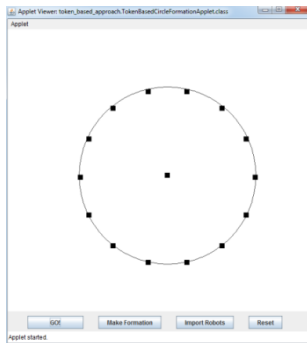 Applet Viewer: token_based_approach.TokenBasedCircleFormationApplet.class
Applet
GO! Make Formation Import Robots Reset
Applet started.